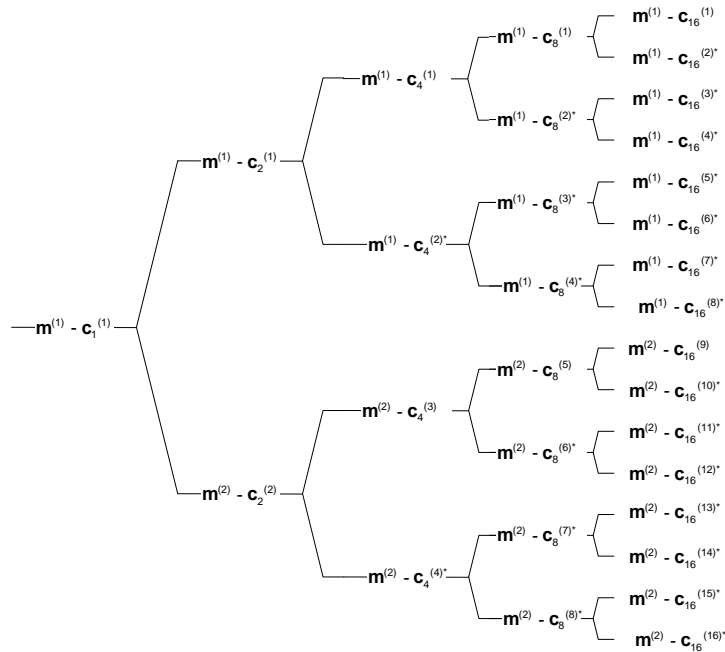 m⁽¹⁾ - c₁₆⁽¹⁾
m⁽¹⁾ - c₈⁽¹⁾
m⁽¹⁾ - c₁₆⁽²⁾*
m⁽¹⁾ - c₄⁽¹⁾
m⁽¹⁾ - c₁₆⁽³⁾*
m⁽¹⁾ - c₈⁽²⁾*
m⁽¹⁾ - c₁₆⁽⁴⁾*
m⁽¹⁾ - c₂⁽¹⁾
m⁽¹⁾ - c₁₆⁽⁵⁾*
m⁽¹⁾ - c₈⁽³⁾*
m⁽¹⁾ - c₁₆⁽⁶⁾*
m⁽¹⁾ - c₄⁽²⁾*
m⁽¹⁾ - c₁₆⁽⁷⁾*
m⁽¹⁾ - c₈⁽⁴⁾*
m⁽¹⁾ - c₁₆⁽⁸⁾*
m⁽¹⁾ - c₁⁽¹⁾
m⁽²⁾ - c₁₆⁽⁹⁾
m⁽²⁾ - c₈⁽⁵⁾
m⁽²⁾ - c₁₆⁽¹⁰⁾*
m⁽²⁾ - c₄⁽³⁾
m⁽²⁾ - c₁₆⁽¹¹⁾*
m⁽²⁾ - c₈⁽⁶⁾*
m⁽²⁾ - c₁₆⁽¹²⁾*
m⁽²⁾ - c₂⁽²⁾
m⁽²⁾ - c₁₆⁽¹³⁾*
m⁽²⁾ - c₈⁽⁷⁾*
m⁽²⁾ - c₁₆⁽¹⁴⁾*
m⁽²⁾ - c₄⁽⁴⁾*
m⁽²⁾ - c₁₆⁽¹⁵⁾*
m⁽²⁾ - c₈⁽⁸⁾*
m⁽²⁾ - c₁₆⁽¹⁶⁾*